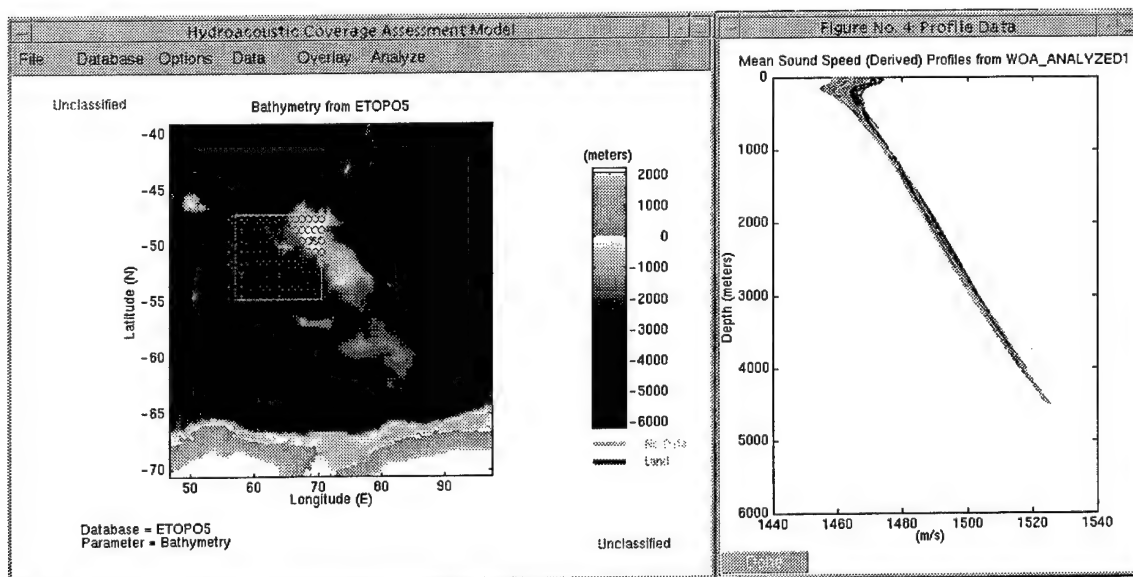 Hydroacoustic Coverage Assessment Model
File Database Options Data Overlay Analyze
Unclassified
Bathymetry from ETOPO5
(meters)
-40
-45
-50
-55
-60
-65
-70
Latitude (N)
50 60 70 80 90
Longitude (E)
2000
1000
0
-1000
-2000
-3000
-4000
-5000
-6000
No Data
Land
Database = ETOPO5
Parameter = Bathymetry
Unclassified
Figure No. 4: Profile Data
Mean Sound Speed (Derived) Profiles from WOA_ANALYZED1
0
1000
2000
3000
4000
5000
6000
Depth (meters)
1440 1460 1480 1500 1520 1540
(m/s)
Done